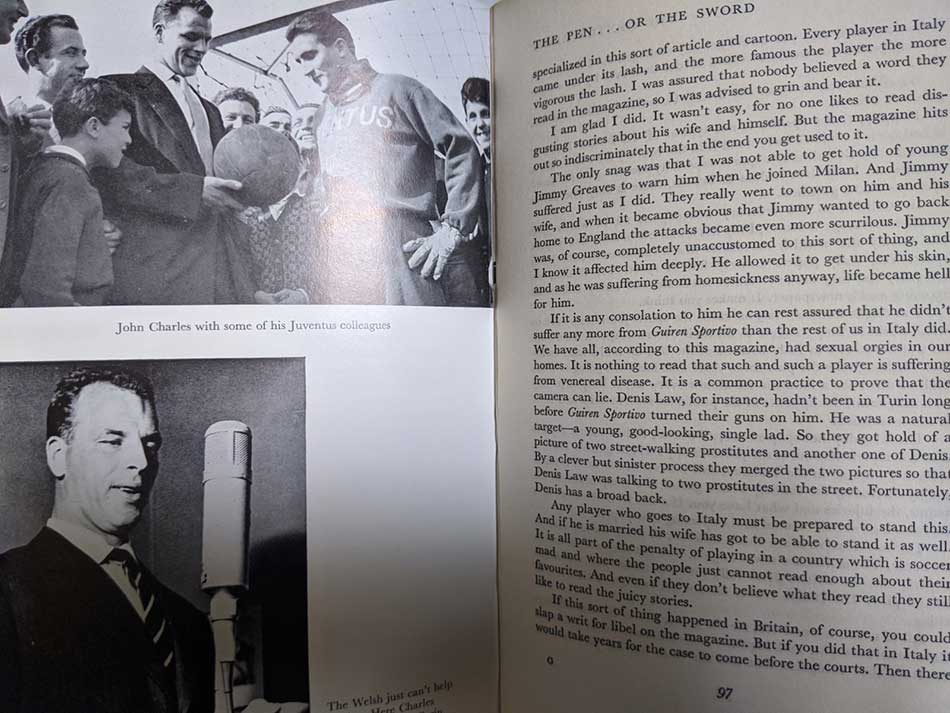 TUS
John Charles with some of his Juventus colleagues
The Welsh just can't help
Here Charles
THE PEN . . . OR THE SWORD
specialized in this sort of article and cartoon. Every player in Italy
came under its lash, and the more famous the player the more
vigorous the lash. I was assured that nobody believed a word they
read in the magazine, so I was advised to grin and bear it.
I am glad I did. It wasn't easy, for no one likes to read dis-
gusting stories about his wife and himself. But the magazine hits
out so indiscriminately that in the end you get used to it.
The only snag was that I was not able to get hold of young
Jimmy Greaves to warn him when he joined Milan. And Jimmy
suffered just as I did. They really went to town on him and his
wife, and when it became obvious that Jimmy wanted to go back
home to England the attacks became even more scurrilous. Jimmy
was, of course, completely unaccustomed to this sort of thing, and
I know it affected him deeply. He allowed it to get under his skin,
and as he was suffering from homesickness anyway, life became hell
for him.
If it is any consolation to him he can rest assured that he didn't
suffer any more from Guiren Sportivo than the rest of us in Italy did.
We have all, according to this magazine, had sexual orgies in our
homes. It is nothing to read that such and such a player is suffering
from venereal disease. It is a common practice to prove that the
camera can lie. Denis Law, for instance, hadn't been in Turin long
before Guiren Sportivo turned their guns on him. He was a natural
target—a young, good-looking, single lad. So they got hold of a
picture of two street-walking prostitutes and another one of Denis.
By a clever but sinister process they merged the two pictures so that
Denis Law was talking to two prostitutes in the street. Fortunately,
Denis has a broad back.
Any player who goes to Italy must be prepared to stand this.
And if he is married his wife has got to be able to stand it as well.
It is all part of the penalty of playing in a country which is soccer
mad and where the people just cannot read enough about their
favourites. And even if they don't believe what they read they still
like to read the juicy stories.
If this sort of thing happened in Britain, of course, you could
slap a writ for libel on the magazine. But if you did that in Italy it
would take years for the case to come before the courts. Then there
G
97